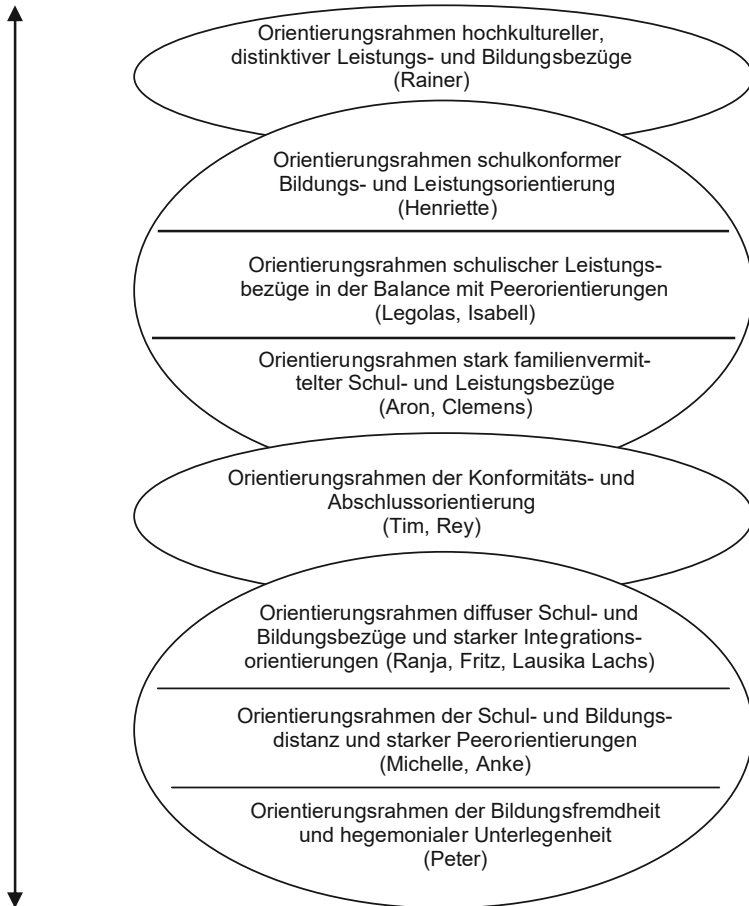 Orientierungsrahmen hochkultureller,
distinktiver Leistungs- und Bildungsbezüge
(Rainer)
Orientierungsrahmen schulkonformer
Bildungs- und Leistungsorientierung
(Henriette)
Orientierungsrahmen schulischer Leistungs-
bezüge in der Balance mit Peerorientierungen
(Legolas, Isabell)
Orientierungsrahmen stark familienvermit-
telter Schul- und Leistungsbezüge
(Aron, Clemens)
Orientierungsrahmen der Konformitäts- und
Abschlussorientierung
(Tim, Rey)
Orientierungsrahmen diffuser Schul- und
Bildungsbezüge und starker Integrations-
orientierungen (Ranja, Fritz, Lausika Lachs)
Orientierungsrahmen der Schul- und Bildungs-
distanz und starker Peerorientierungen
(Michelle, Anke)
Orientierungsrahmen der Bildungsfremdheit
und hegemonialer Unterlegenheit
(Peter)